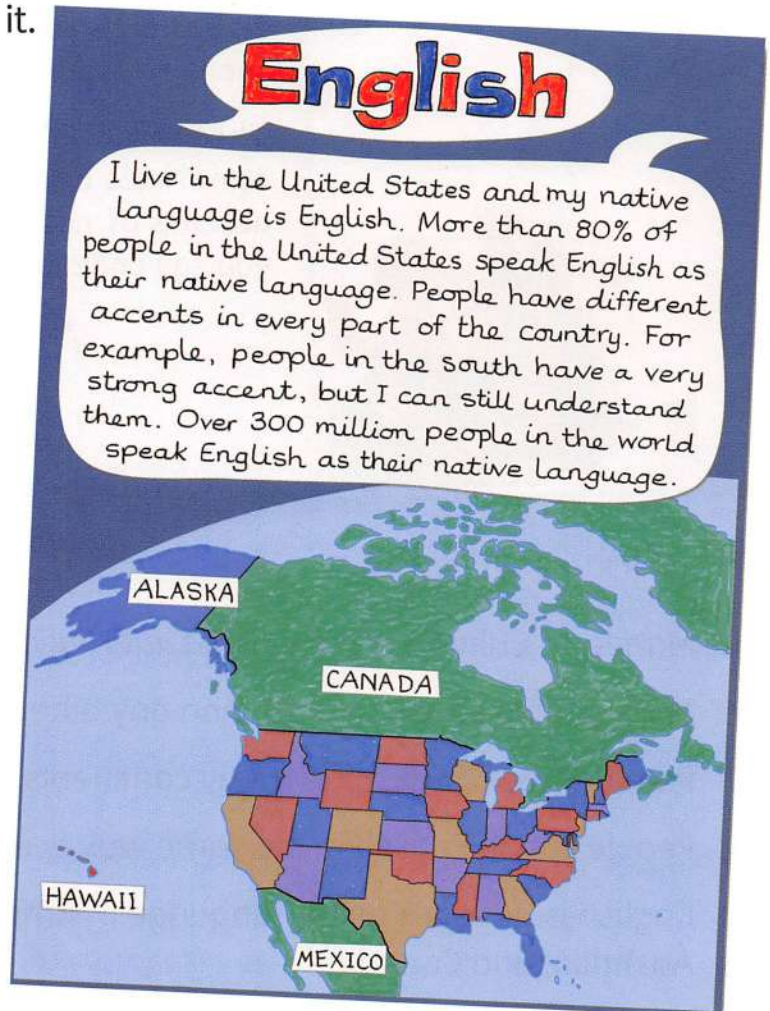 it.
English
I live in the United States and my native
language is English. More than 80% of
people in the United States speak English as
their native language. People have different
accents in every part of the country. For
example, people in the south have a very
strong accent, but I can still understand
them. Over 300 million people in the world
speak English as their native language.
ALASKA
CANADA
HAWAII
MEXICO